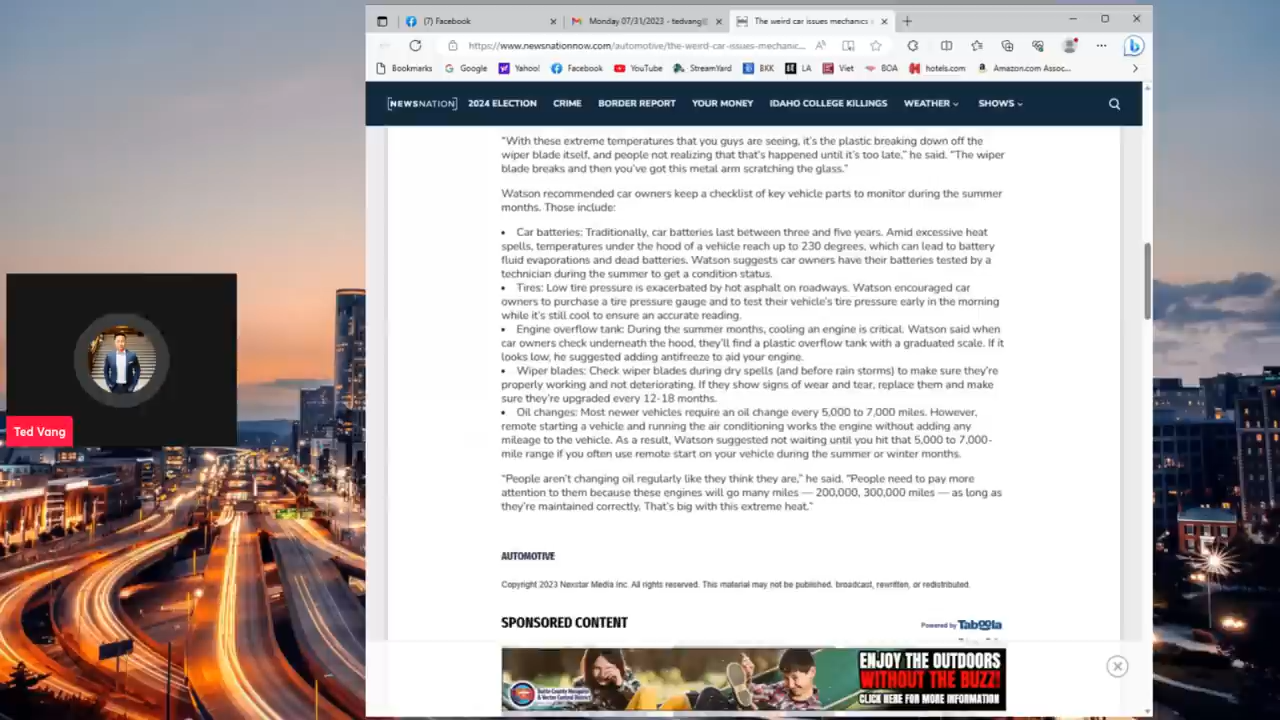 (7) Facebook
Monday 07/31/2023 - tedvang@
The weird car issues mechanics
https://www.newsnationnow.com/automotive/the-weird-car-issues-mechanic...
Bookmarks Google Yahoo! Facebook YouTube StreamYard BKK LA Viet BOA hotels.com Amazon.com Assoc...
[NEWSNATION] 2024 ELECTION CRIME BORDER REPORT YOUR MONEY IDAHO COLLEGE KILLINGS WEATHER SHOWS
"With these extreme temperatures that you guys are seeing, it's the plastic breaking down off the
wiper blade itself, and people not realizing that that's happened until it's too late," he said. "The wiper
blade breaks and then you've got this metal arm scratching the glass."
Watson recommended car owners keep a checklist of key vehicle parts to monitor during the summer
months. Those include:
• Car batteries: Traditionally, car batteries last between three and five years. Amid excessive heat
spells, temperatures under the hood of a vehicle reach up to 230 degrees, which can lead to battery
fluid evaporations and dead batteries. Watson suggests car owners have their batteries tested by a
technician during the summer to get a condition status.
• Tires: Low tire pressure is exacerbated by hot asphalt on roadways. Watson encouraged car
owners to purchase a tire pressure gauge and to test their vehicle's tire pressure early in the morning
while it's still cool to ensure an accurate reading.
• Engine overflow tank: During the summer months, cooling an engine is critical. Watson said when
car owners check underneath the hood, they'll find a plastic overflow tank with a graduated scale. If it
looks low, he suggested adding antifreeze to aid your engine.
• Wiper blades: Check wiper blades during dry spells (and before rain storms) to make sure they're
properly working and not deteriorating. If they show signs of wear and tear, replace them and make
sure they're upgraded every 12-18 months.
• Oil changes: Most newer vehicles require an oil change every 5,000 to 7,000 miles. However,
remote starting a vehicle and running the air conditioning works the engine without adding any
mileage to the vehicle. As a result, Watson suggested not waiting until you hit that 5,000 to 7,000-
mile range if you often use remote start on your vehicle during the summer or winter months.
"People aren't changing oil regularly like they think they are," he said. "People need to pay more
attention to them because these engines will go many miles — 200,000, 300,000 miles — as long as
they're maintained correctly. That's big with this extreme heat."
AUTOMOTIVE
Copyright 2023 Nexstar Media Inc. All rights reserved. This material may not be published, broadcast, rewritten, or redistributed.
SPONSORED CONTENT
Powered by Taboola
ENJOY THE OUTDOORS
WITHOUT THE BUZZ!
CLICK HERE FOR MORE INFORMATION
Ted Vang